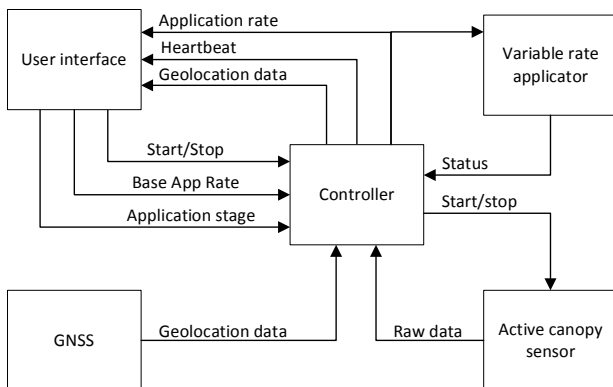 Application rate
Heartbeat
User interface
Geolocation data
Variable rate
applicator
Start/Stop
Base App Rate
Application stage
Controller
Status
Start/stop
GNSS
Geolocation data
Raw data
Active canopy
sensor